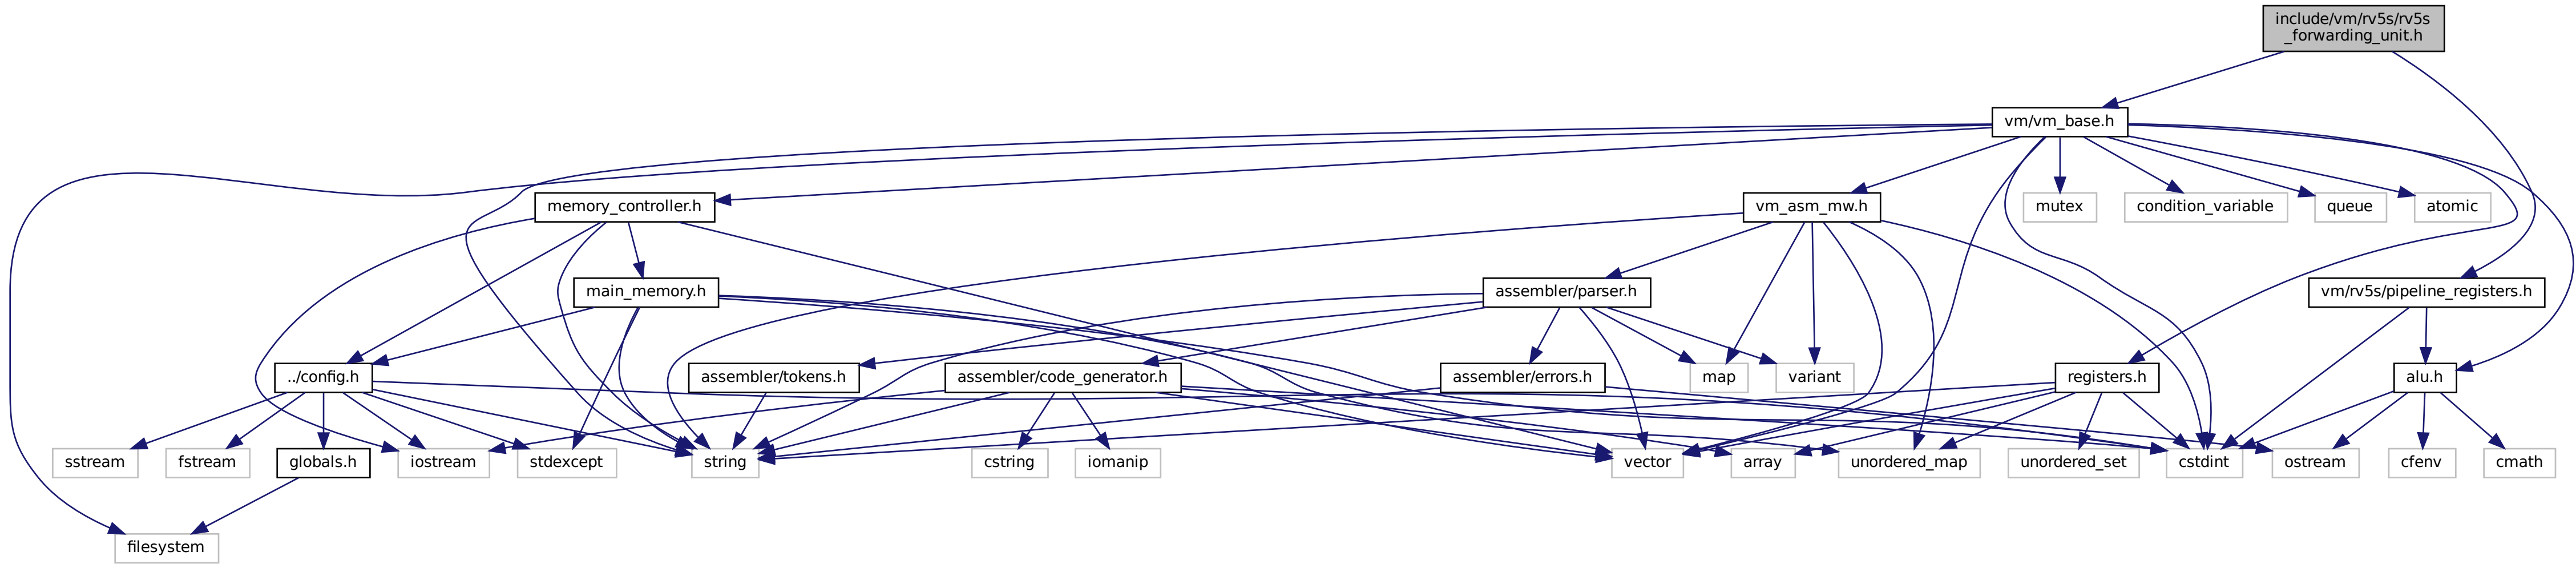 include/vm/rv5s/rv5s
_forwarding_unit.h
vm/vm_base.h
memory_controller.h
vm_asm_mw.h
mutex
condition_variable
queue
atomic
main_memory.h
assembler/parser.h
vm/rv5s/pipeline_registers.h
../config.h
assembler/tokens.h
assembler/code_generator.h
assembler/errors.h
map
variant
registers.h
alu.h
sstream
fstream
globals.h
iostream
stdexcept
string
cstring
iomanip
vector
array
unordered_map
unordered_set
cstdint
ostream
cfenv
cmath
filesystem